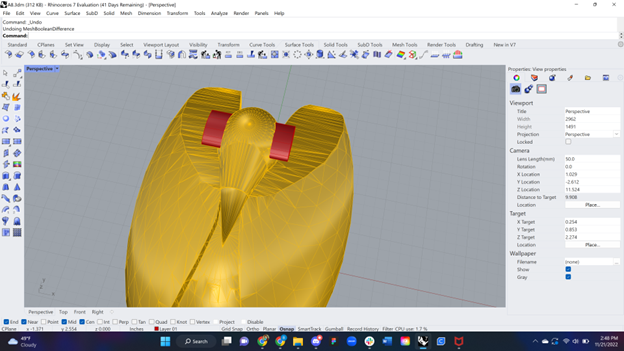 A8.3dm (312 KB) - Rhinoceros 7 Evaluation (41 Days Remaining) - [Perspective]
File Edit View Curve Surface SubD Solid Mesh Dimension Transform Tools Analyze Render Panels Help
Command: _Undo
Undoing MeshBooleanDifference
Command:
Standard CPlanes Set View Display Select Viewport Layout Visibility Transform Curve Tools Surface Tools Solid Tools SubD Tools Mesh Tools Render Tools Drafting New in V7
Perspective
Properties: View properties
Viewport
Title Perspective
Width 2962
Height 1491
Projection Perspective
Locked
Camera
Lens Length(mm) 50.0
Rotation 0.0
X Location 1.029
Y Location -2.612
Z Location 11.524
Distance to Target 9.908
Location Place...
Target
X Target 0.254
Y Target 0.853
Z Target 2.274
Location Place...
Wallpaper
Filename (none) ...
Show
Gray
z
y
x
Perspective Top Front Right
End Near Point Mid Cen Int Perp Tan Quad Knot Vertex Project Disable
CPlane x -1.371 y 2.554 z 0.000 Inches Layer 01 Grid Snap Ortho Planar Osnap SmartTrack Gumball Record History Filter CPU use: 1.7 %
49°F
Cloudy
Search
2:48 PM
11/21/2022